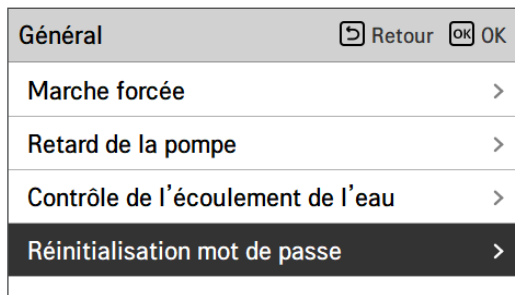 Général Retour OK OK
Marche forcée
Retard de la pompe
Contrôle de l'écoulement de l'eau
Réinitialisation mot de passe